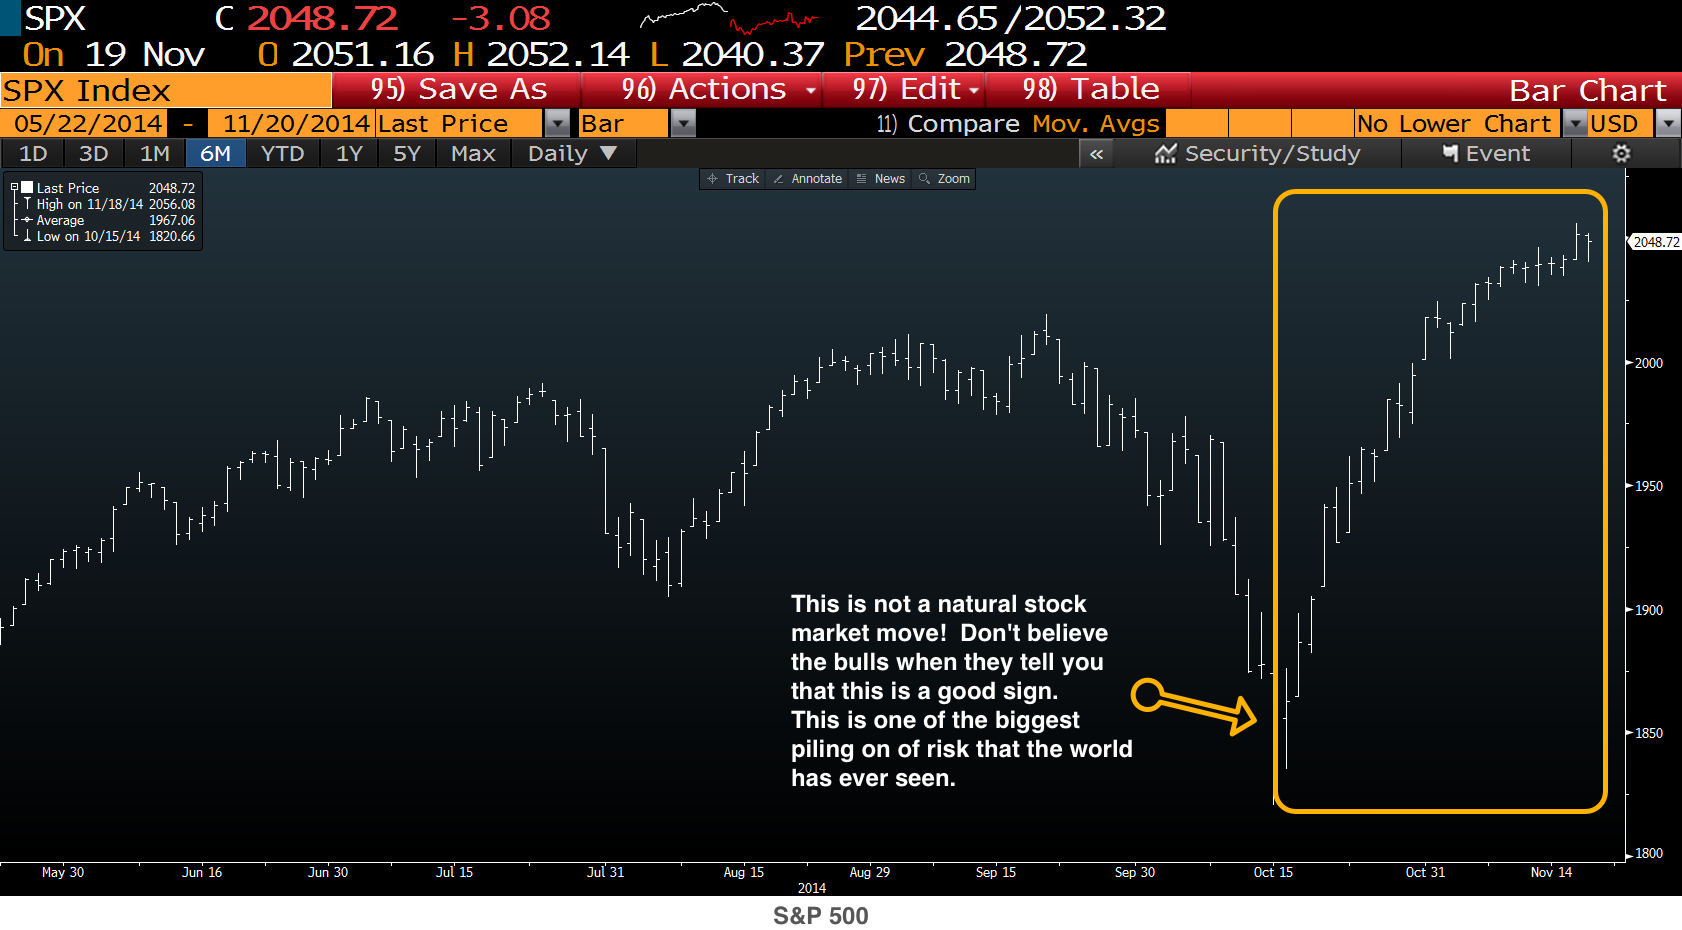 SPX C 2048.72 -3.08 2044.65/2052.32
On 19 Nov O 2051.16 H 2052.14 L 2040.37 Prev 2048.72
SPX Index 95) Save As 96) Actions 97) Edit 98) Table Bar Chart
05/22/2014 - 11/20/2014 Last Price Bar 11) Compare Mov. Avgs No Lower Chart USD
1D 3D 1M 6M YTD 1Y 5Y Max Daily ▼ « Security/Study Event
Track Annotate News Zoom
Last Price 2048.72
High on 11/18/14 2056.08
Average 1967.06
Low on 10/15/14 1820.66
2048.72
2000
1950
1900
1850
1800
This is not a natural stock
market move!  Don't believe
the bulls when they tell you
that this is a good sign.
This is one of the biggest
piling on of risk that the world
has ever seen.
May 30 Jun 16 Jun 30 Jul 15 Jul 31 Aug 15 Aug 29 Sep 15 Sep 30 Oct 15 Oct 31 Nov 14
2014
S&P 500